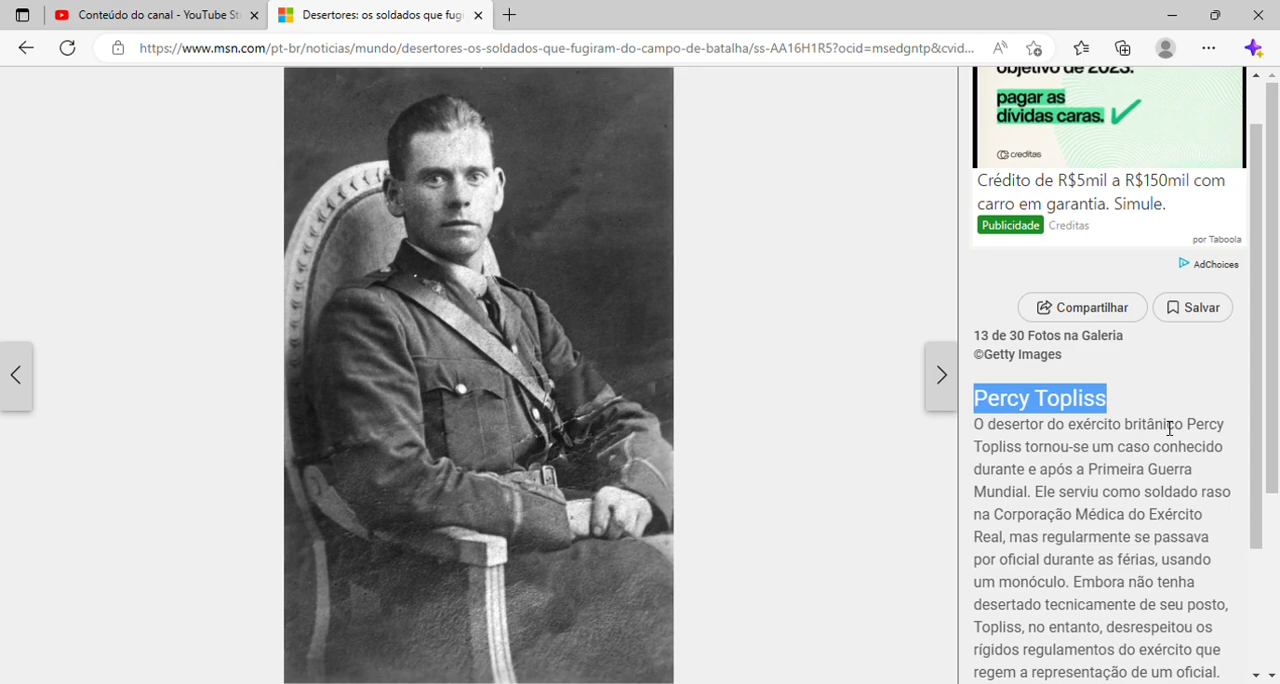 Conteúdo do canal - YouTube St
Desertores: os soldados que fug
https://www.msn.com/pt-br/noticias/mundo/desertores-os-soldados-que-fugiram-do-campo-de-batalha/ss-AA16H1R5?ocid=msedgntp&cvid...
objetivo de 2023:
pagar as
dívidas caras.
creditas
Crédito de R$5mil a R$150mil com
carro em garantia. Simule.
Publicidade Creditas
por Taboola
AdChoices
Compartilhar Salvar
13 de 30 Fotos na Galeria
©Getty Images
Percy Topliss
O desertor do exército britânico Percy
Topliss tornou-se um caso conhecido
durante e após a Primeira Guerra
Mundial. Ele serviu como soldado raso
na Corporação Médica do Exército
Real, mas regularmente se passava
por oficial durante as férias, usando
um monóculo. Embora não tenha
desertado tecnicamente de seu posto,
Topliss, no entanto, desrespeitou os
rígidos regulamentos do exército que
regem a representação de um oficial.